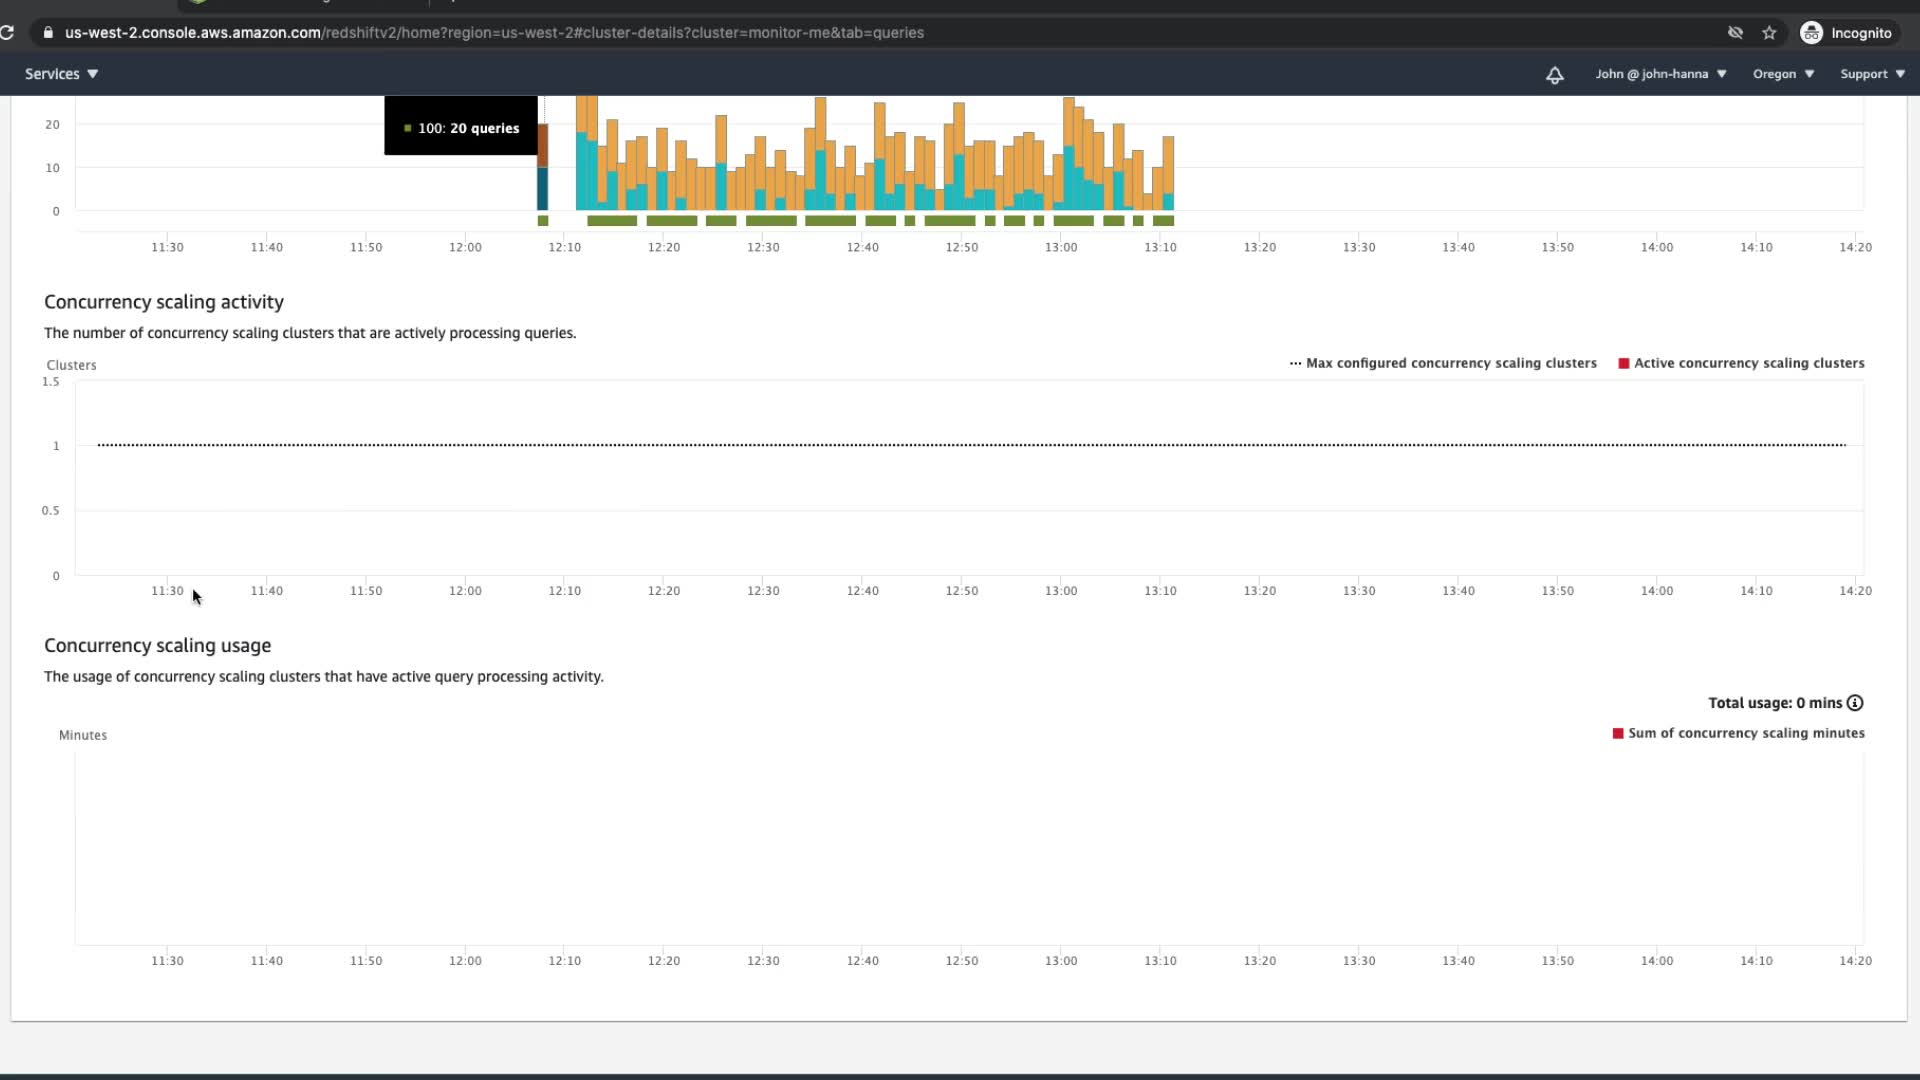 us-west-2.console.aws.amazon.com/redshiftv2/home?region=us-west-2#cluster-details?cluster=monitor-me&tab=queries
Incognito
Services ▼
John @ john-hanna ▼
Oregon ▼
Support ▼
100: 20 queries
20
10
0
11:30 11:40 11:50 12:00 12:10 12:20 12:30 12:40 12:50 13:00 13:10 13:20 13:30 13:40 13:50 14:00 14:10 14:20
Concurrency scaling activity
The number of concurrency scaling clusters that are actively processing queries.
Clusters
Max configured concurrency scaling clusters
Active concurrency scaling clusters
1.5
1
0.5
0
11:30 11:40 11:50 12:00 12:10 12:20 12:30 12:40 12:50 13:00 13:10 13:20 13:30 13:40 13:50 14:00 14:10 14:20
Concurrency scaling usage
The usage of concurrency scaling clusters that have active query processing activity.
Total usage: 0 mins
Minutes
Sum of concurrency scaling minutes
11:30 11:40 11:50 12:00 12:10 12:20 12:30 12:40 12:50 13:00 13:10 13:20 13:30 13:40 13:50 14:00 14:10 14:20